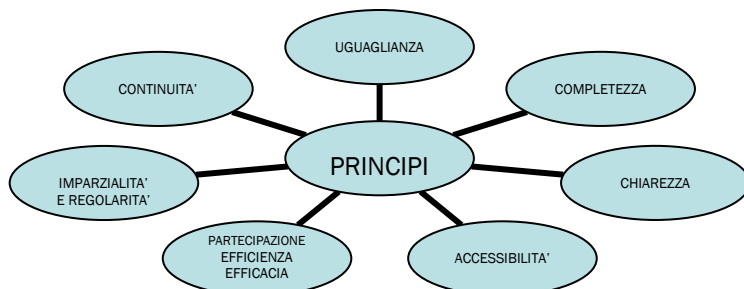 UGUAGLIANZA
CONTINUITA'
COMPLETEZZA
PRINCIPI
IMPARZIALITA'
E REGOLARITA'
CHIAREZZA
PARTECIPAZIONE
EFFICIENZA
EFFICACIA
ACCESSIBILITA'